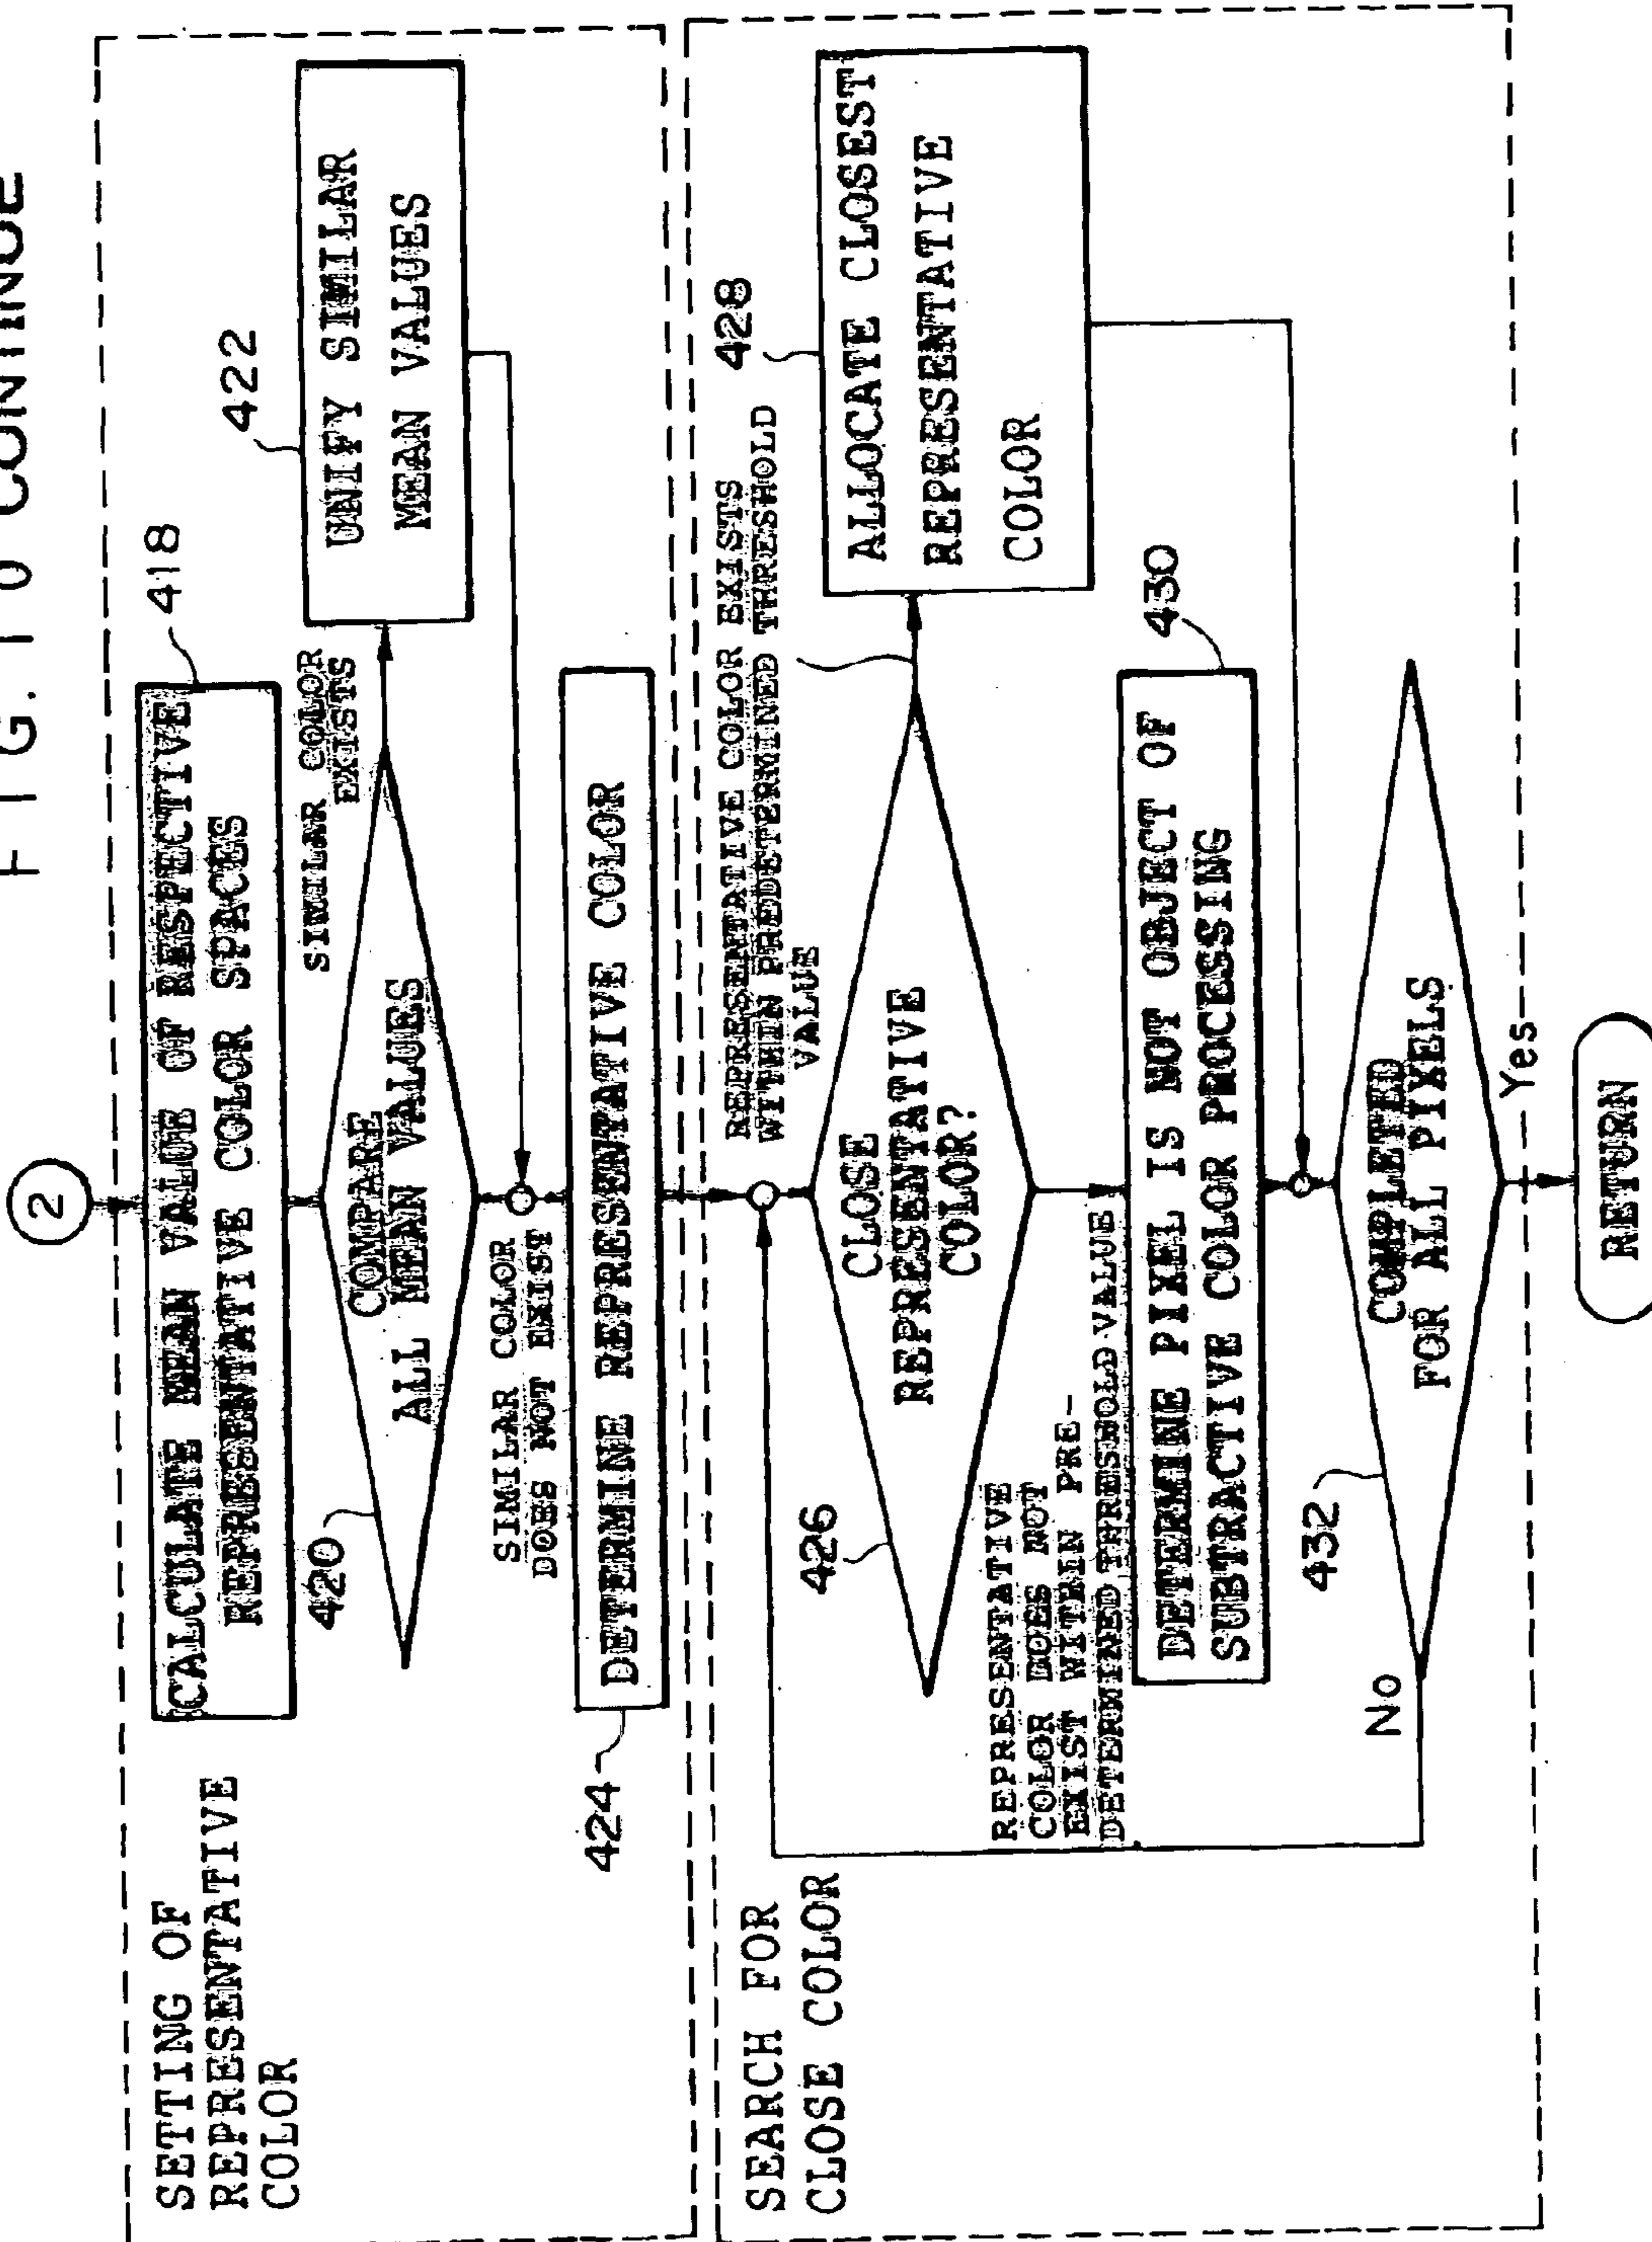 FIG. 10 CONTINUE
2
SETTING OF
REPRESENTATIVE
COLOR
418
CALCULATE MEAN VALUE OF RESPECTIVE
REPRESENTATIVE COLOR SPACES
420
COMPARE
ALL MEAN VALUES
SIMILAR COLOR
EXISTS
422
UNIFY SIMILAR
MEAN VALUES
SIMILAR COLOR
DOES NOT EXIST
424
DETERMINE REPRESENTATIVE COLOR
SEARCH FOR
CLOSE COLOR
REPRESENTATIVE COLOR EXISTS
WITHIN PREDETERMINED THRESHOLD
VALUE
426
CLOSE
REPRESENTATIVE
COLOR?
428
ALLOCATE CLOSEST
REPRESENTATIVE
COLOR
REPRESENTATIVE
COLOR DOES NOT
EXIST WITHIN PRE-
DETERMINED THRESHOLD VALUE
430
DETERMINE PIXEL IS NOT OBJECT OF
SUBTRACTIVE COLOR PROCESSING
432
COMPLETED
FOR ALL PIXELS
No
Yes
RETURN